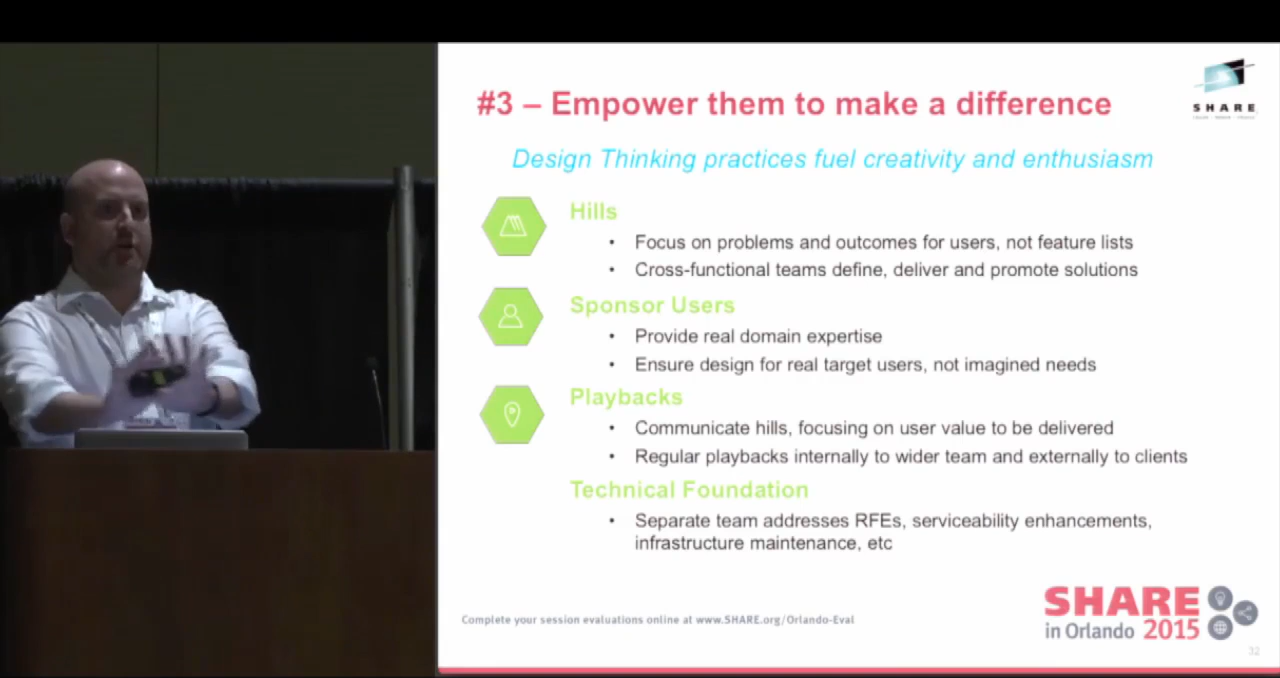 #3 – Empower them to make a difference
SHARE
Design Thinking practices fuel creativity and enthusiasm
Hills
• Focus on problems and outcomes for users, not feature lists
• Cross-functional teams define, deliver and promote solutions
Sponsor Users
• Provide real domain expertise
• Ensure design for real target users, not imagined needs
Playbacks
• Communicate hills, focusing on user value to be delivered
• Regular playbacks internally to wider team and externally to clients
Technical Foundation
• Separate team addresses RFEs, serviceability enhancements,
infrastructure maintenance, etc
Complete your session evaluations online at www.SHARE.org/Orlando-Eval
SHARE
in Orlando 2015
32